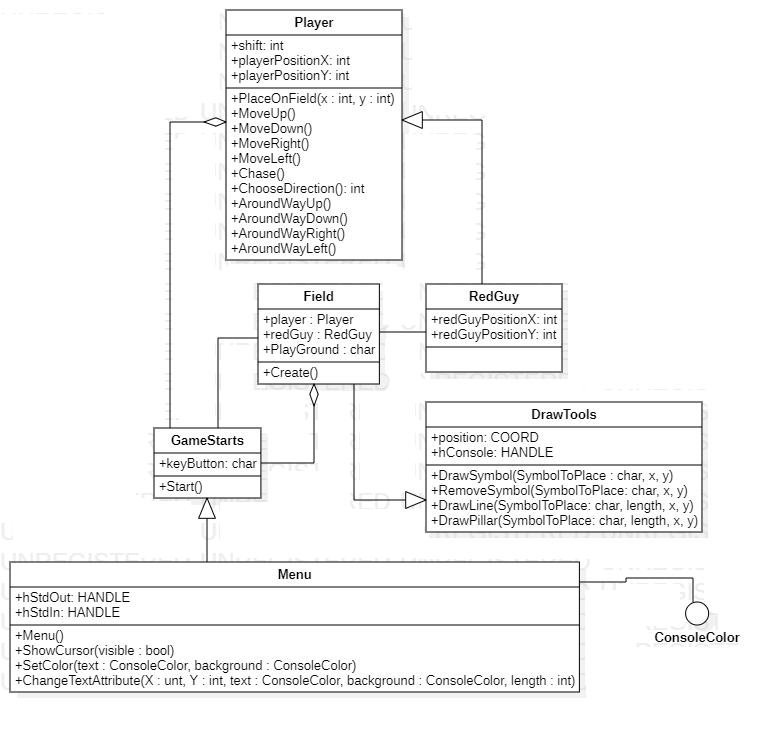 Player
+shift: int
+playerPositionX: int
+playerPositionY: int
+PlaceOnField(x : int, y : int)
+MoveUp()
+MoveDown()
+MoveRight()
+MoveLeft()
+Chase()
+ChooseDirection(): int
+AroundWayUp()
+AroundWayDown()
+AroundWayRight()
+AroundWayLeft()
Field
+player : Player
+redGuy : RedGuy
+PlayGround : char
+Create()
RedGuy
+redGuyPositionX: int
+redGuyPositionY: int
GameStarts
+keyButton: char
+Start()
DrawTools
+position: COORD
+hConsole: HANDLE
+DrawSymbol(SymbolToPlace : char, x, y)
+RemoveSymbol(SymbolToPlace: char, x, y)
+DrawLine(SymbolToPlace: char, length, x, y)
+DrawPillar(SymbolToPlace: char, length, x, y)
Menu
+hStdOut: HANDLE
+hStdIn: HANDLE
+Menu()
+ShowCursor(visible : bool)
+SetColor(text : ConsoleColor, background : ConsoleColor)
+ChangeTextAttribute(X : unt, Y : int, text : ConsoleColor, background : ConsoleColor, length : int)
ConsoleColor